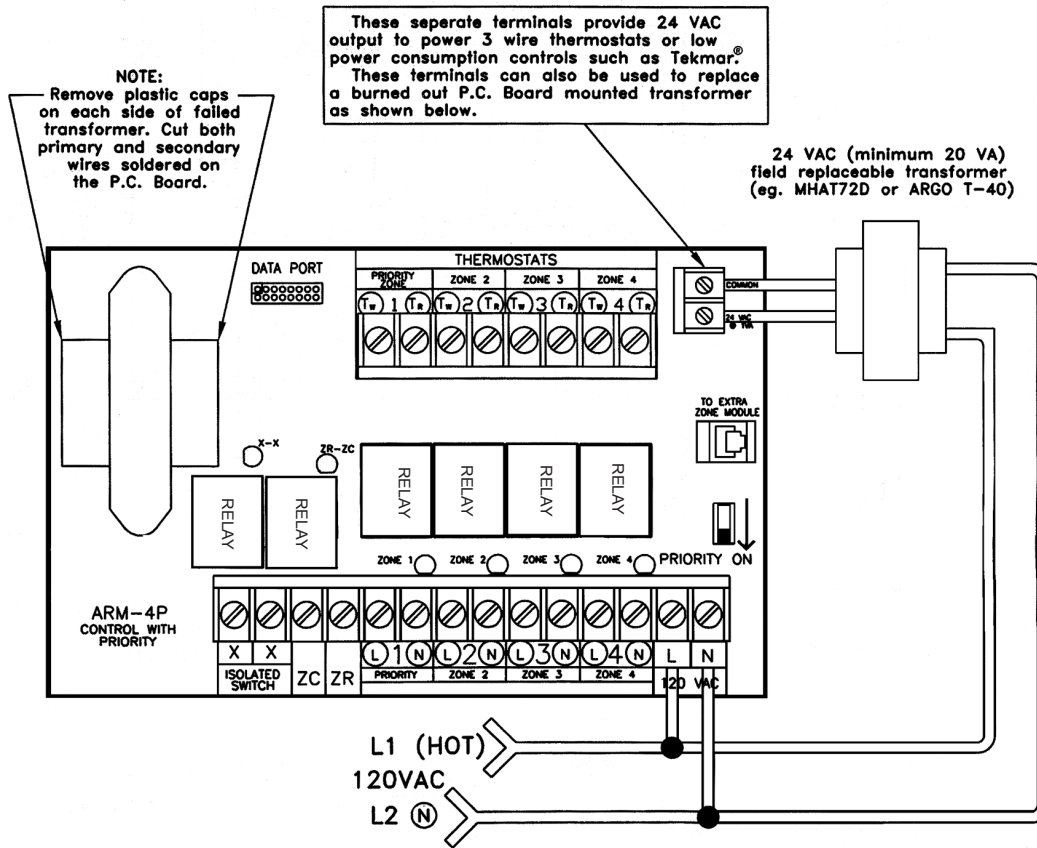 These seperate terminals provide 24 VAC
output to power 3 wire thermostats or low
power consumption controls such as Tekmar.®
These terminals can also be used to replace
a burned out P.C. Board mounted transformer
as shown below.
NOTE:
Remove plastic caps
on each side of failed
transformer. Cut both
primary and secondary
wires soldered on
the P.C. Board.
24 VAC (minimum 20 VA)
field replaceable transformer
(eg. MHAT72D or ARGO T-40)
DATA PORT
THERMOSTATS
PRIORITY ZONE
ZONE 2
ZONE 3
ZONE 4
TW 1 TR
TW 2 TR
TW 3 TR
TW 4 TR
COMMON
24 VAC
@ 1VA
TO EXTRA
ZONE MODULE
X-X
ZR-ZC
RELAY
RELAY
RELAY
RELAY
RELAY
RELAY
ZONE 1
ZONE 2
ZONE 3
ZONE 4
PRIORITY ON
ARM-4P
CONTROL WITH
PRIORITY
X X
ISOLATED
SWITCH
ZC
ZR
L 1 N
PRIORITY
L 2 N
ZONE 2
L 3 N
ZONE 3
L 4 N
ZONE 4
L N
120 VAC
L1 (HOT)
120VAC
L2 N